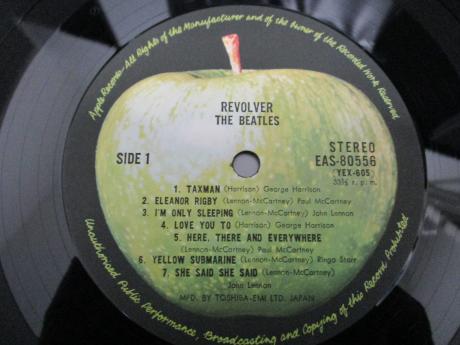 Apple Records-All Rights of the Manufacturer and of the Owner of the Recorded Work Reserved
REVOLVER
THE BEATLES
SIDE 1
STEREO
EAS-80556
(YEX-605)
33⅓ r. p. m.
1. TAXMAN (Harrison) George Harrison
2. ELEANOR RIGBY (Lennon-McCartney) Paul McCartney
3. I'M ONLY SLEEPING (Lennon-McCartney) John Lennon
4. LOVE YOU TO (Harrison) George Harrison
5. HERE, THERE AND EVERYWHERE
(Lennon-McCartney) Paul McCartney
6. YELLOW SUBMARINE (Lennon-McCartney) Ringo Starr
7. SHE SAID SHE SAID (Lennon-McCartney)
John Lennon
MFD. BY TOSHIBA-EMI LTD. JAPAN
Unauthorized Public Performance, Broadcasting and Copying of this Record Prohibited